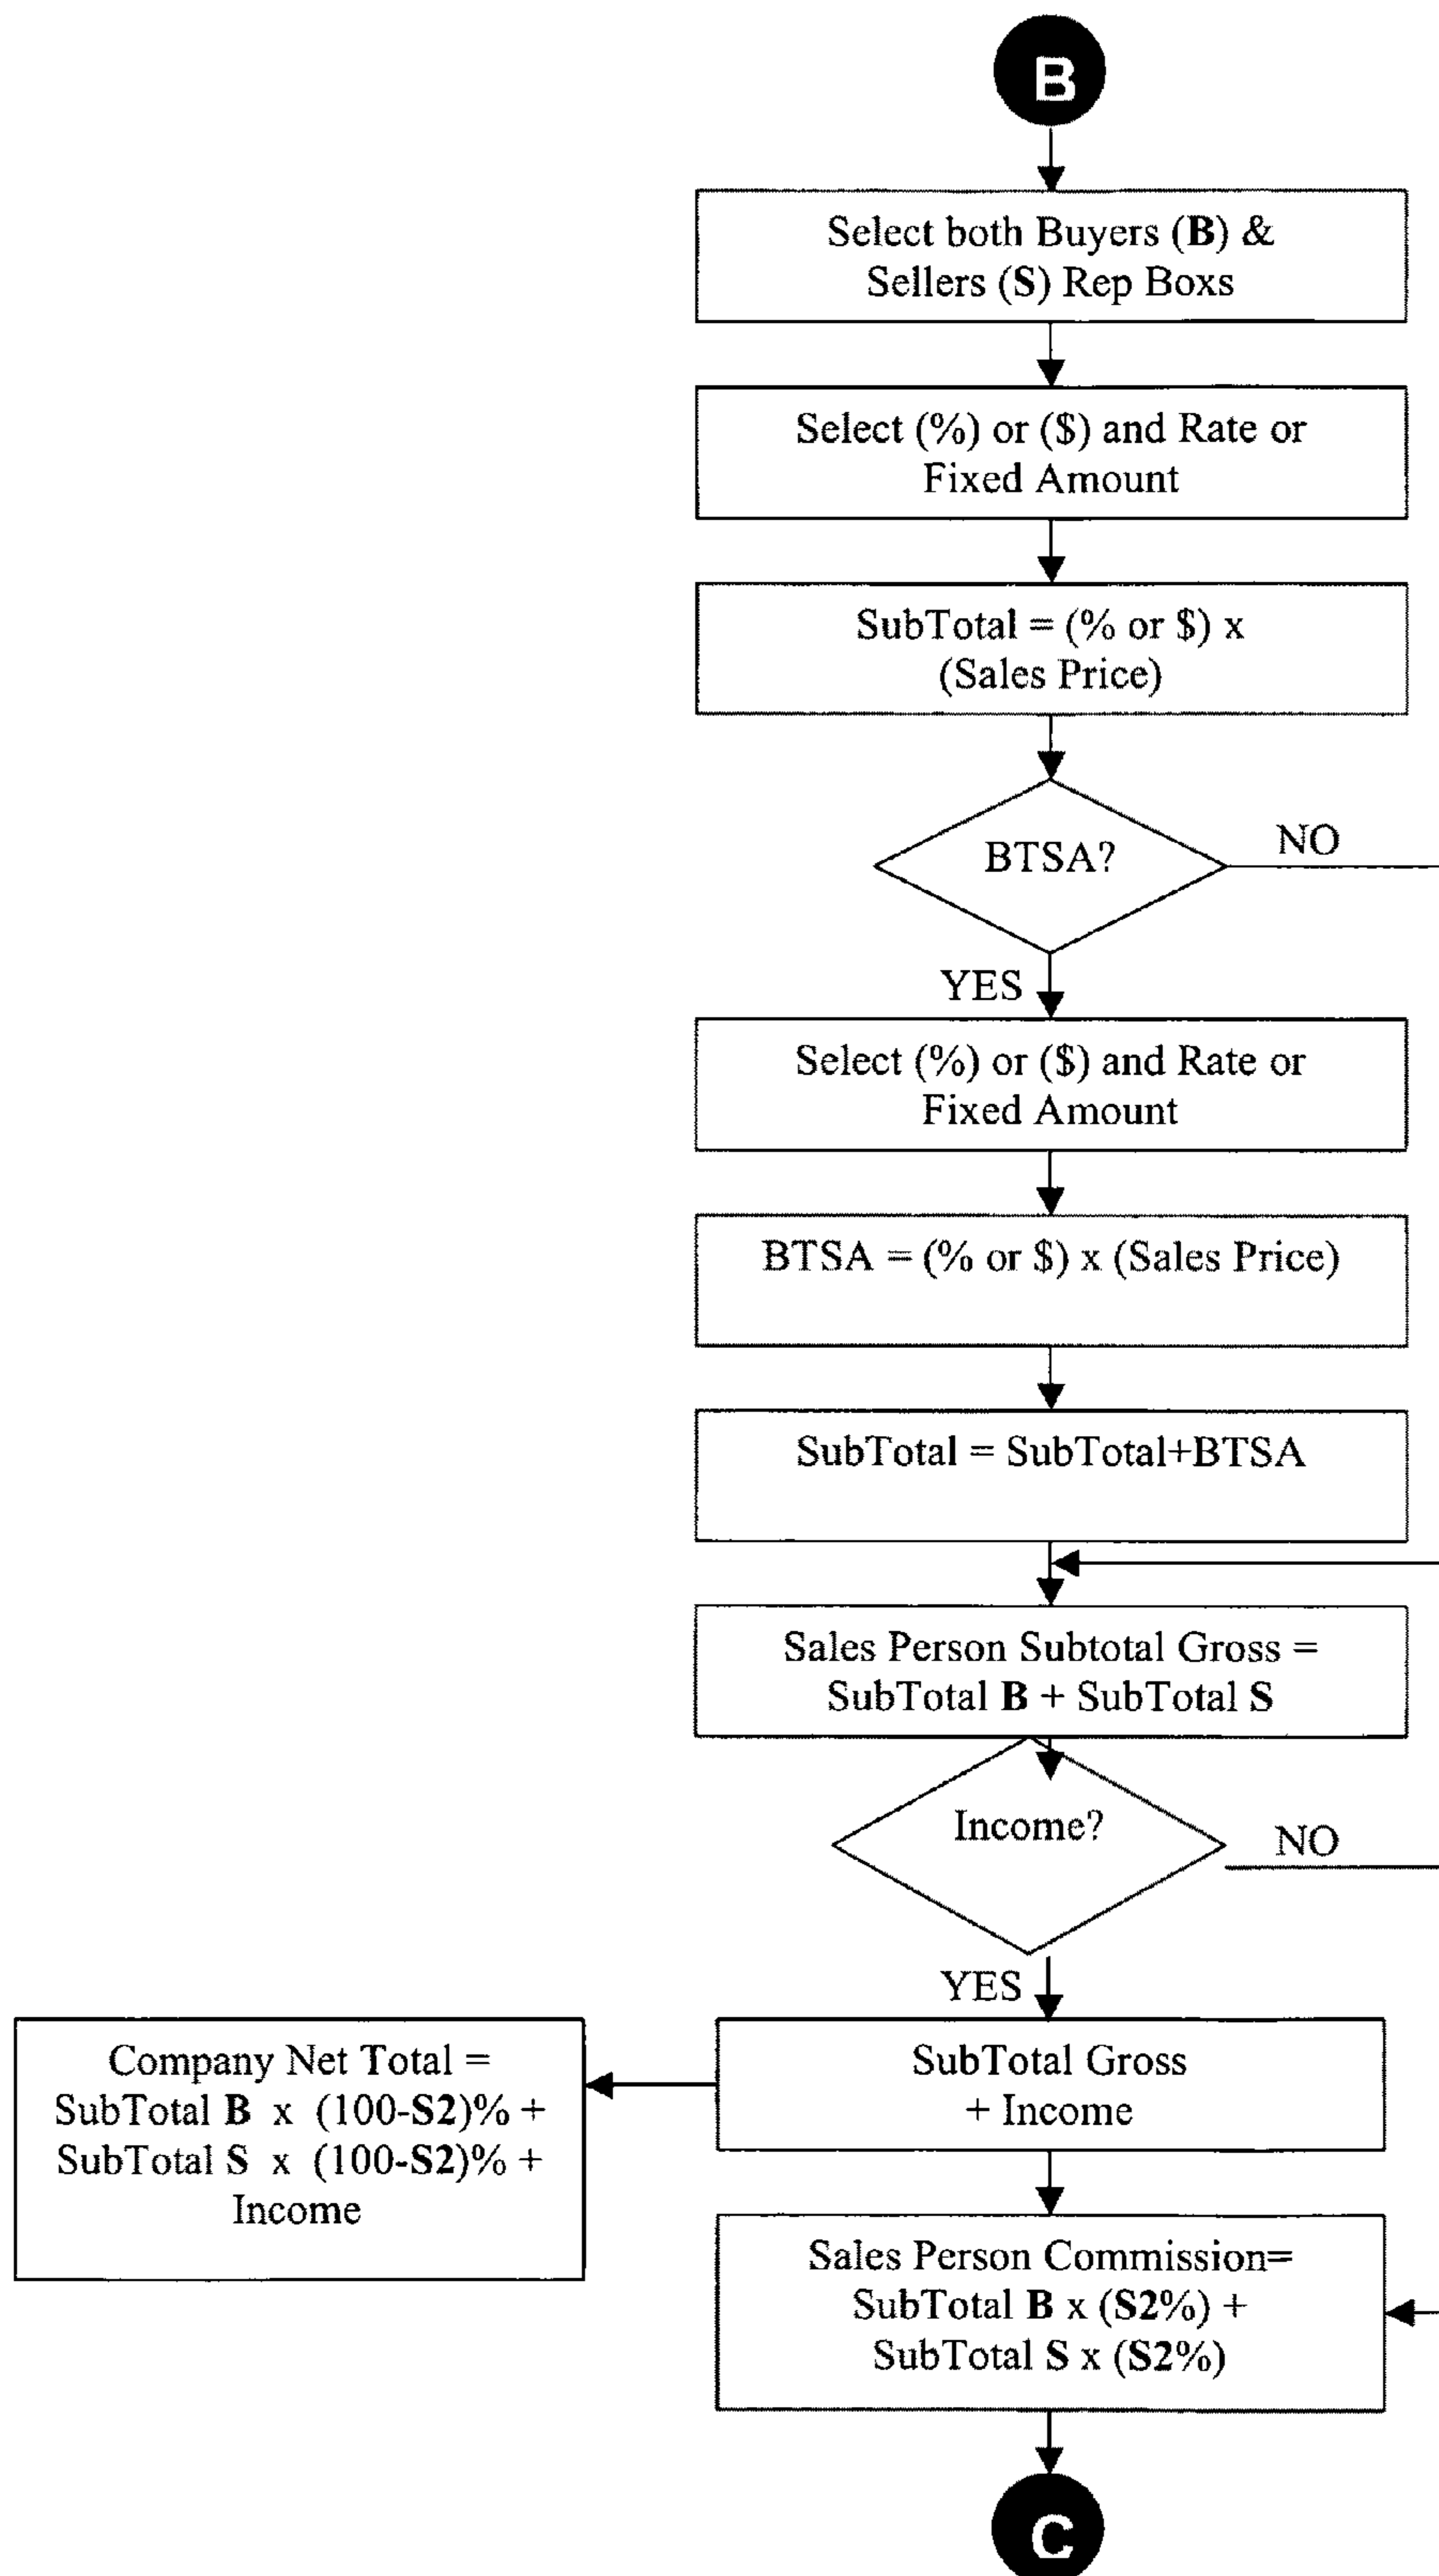 B
Select both Buyers (B) &
Sellers (S) Rep Boxs
Select (%) or ($) and Rate or
Fixed Amount
SubTotal = (% or $) x
(Sales Price)
BTSA?
NO
YES
Select (%) or ($) and Rate or
Fixed Amount
BTSA = (% or $) x (Sales Price)
SubTotal = SubTotal+BTSA
Sales Person Subtotal Gross =
SubTotal B + SubTotal S
Income?
NO
YES
Company Net Total =
SubTotal B x (100-S2)% +
SubTotal S x (100-S2)% +
Income
SubTotal Gross
+ Income
Sales Person Commission=
SubTotal B x (S2%) +
SubTotal S x (S2%)
C